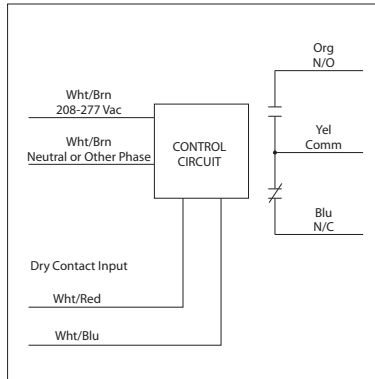 Org
N/O
Wht/Brn
208-277 Vac
Yel
Comm
Wht/Brn
Neutral or Other Phase
CONTROL
CIRCUIT
Blu
N/C
Dry Contact Input
Wht/Red
Wht/Blu